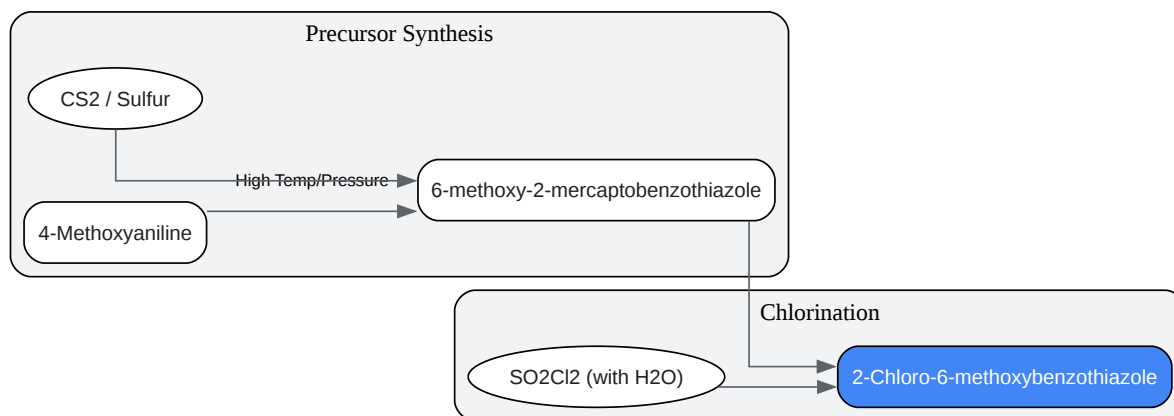 Precursor Synthesis
CS2 / Sulfur
High Temp/Pressure
6-methoxy-2-mercaptobenzothiazole
4-Methoxyaniline
Chlorination
SO2Cl2 (with H2O)
2-Chloro-6-methoxybenzothiazole